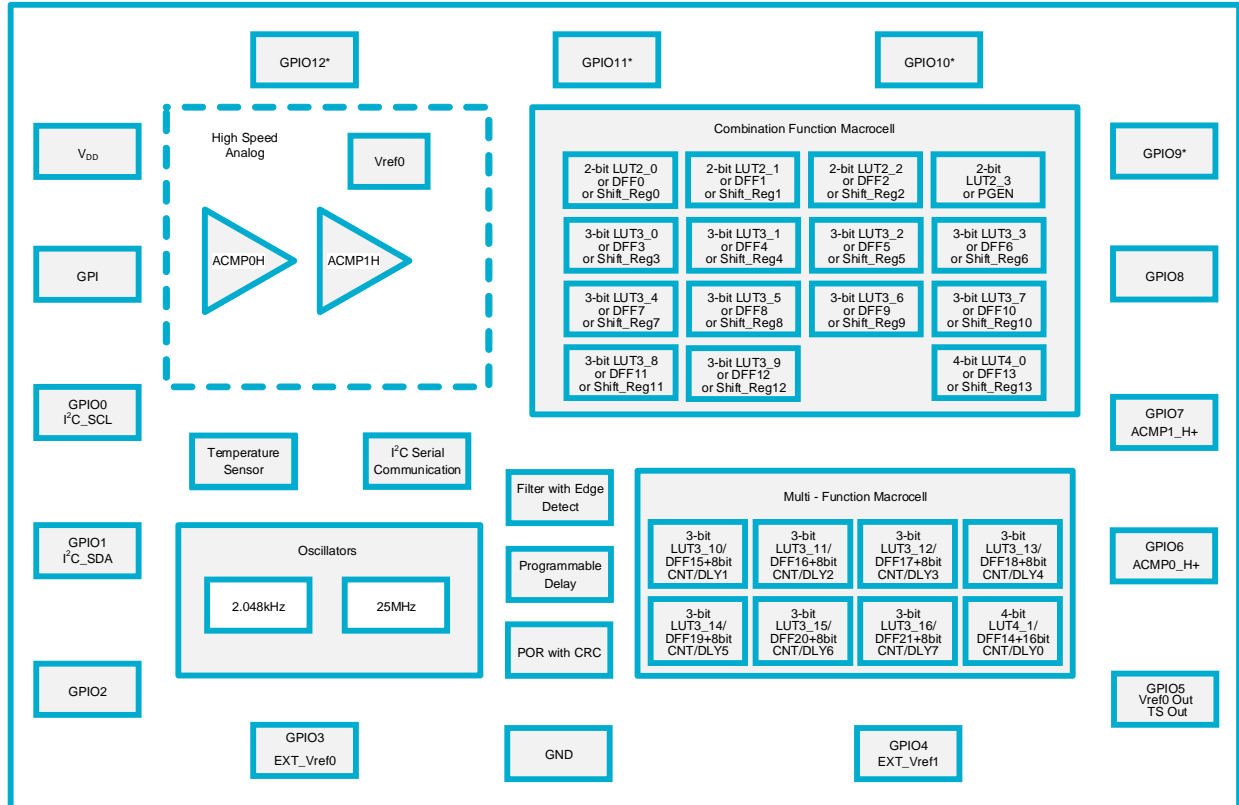 GPIO12*
GPIO11*
GPIO10*
V_DD
High Speed
Analog
Vref0
ACMP0H
ACMP1H
Combination Function Macrocell
2-bit LUT2_0
or DFF0
or Shift_Reg0
2-bit LUT2_1
or DFF1
or Shift_Reg1
2-bit LUT2_2
or DFF2
or Shift_Reg2
2-bit
LUT2_3
or PGEN
3-bit LUT3_0
or DFF3
or Shift_Reg3
3-bit LUT3_1
or DFF4
or Shift_Reg4
3-bit LUT3_2
or DFF5
or Shift_Reg5
3-bit LUT3_3
or DFF6
or Shift_Reg6
3-bit LUT3_4
or DFF7
or Shift_Reg7
3-bit LUT3_5
or DFF8
or Shift_Reg8
3-bit LUT3_6
or DFF9
or Shift_Reg9
3-bit LUT3_7
or DFF10
or Shift_Reg10
3-bit LUT3_8
or DFF11
or Shift_Reg11
3-bit LUT3_9
or DFF12
or Shift_Reg12
4-bit LUT4_0
or DFF13
or Shift_Reg13
GPIO9*
GPI
GPIO8
GPIO0
I²C_SCL
GPIO7
ACMP1_H+
Temperature
Sensor
I²C Serial
Communication
Filter with Edge
Detect
Programmable
Delay
POR with CRC
Multi - Function Macrocell
3-bit
LUT3_10/
DFF15+8bit
CNT/DLY1
3-bit
LUT3_11/
DFF16+8bit
CNT/DLY2
3-bit
LUT3_12/
DFF17+8bit
CNT/DLY3
3-bit
LUT3_13/
DFF18+8bit
CNT/DLY4
3-bit
LUT3_14/
DFF19+8bit
CNT/DLY5
3-bit
LUT3_15/
DFF20+8bit
CNT/DLY6
3-bit
LUT3_16/
DFF21+8bit
CNT/DLY7
4-bit
LUT4_1/
DFF14+16bit
CNT/DLY0
GPIO1
I²C_SDA
Oscillators
2.048kHz
25MHz
GPIO6
ACMP0_H+
GPIO2
GPIO5
Vref0 Out
TS Out
GPIO3
EXT_Vref0
GND
GPIO4
EXT_Vref1